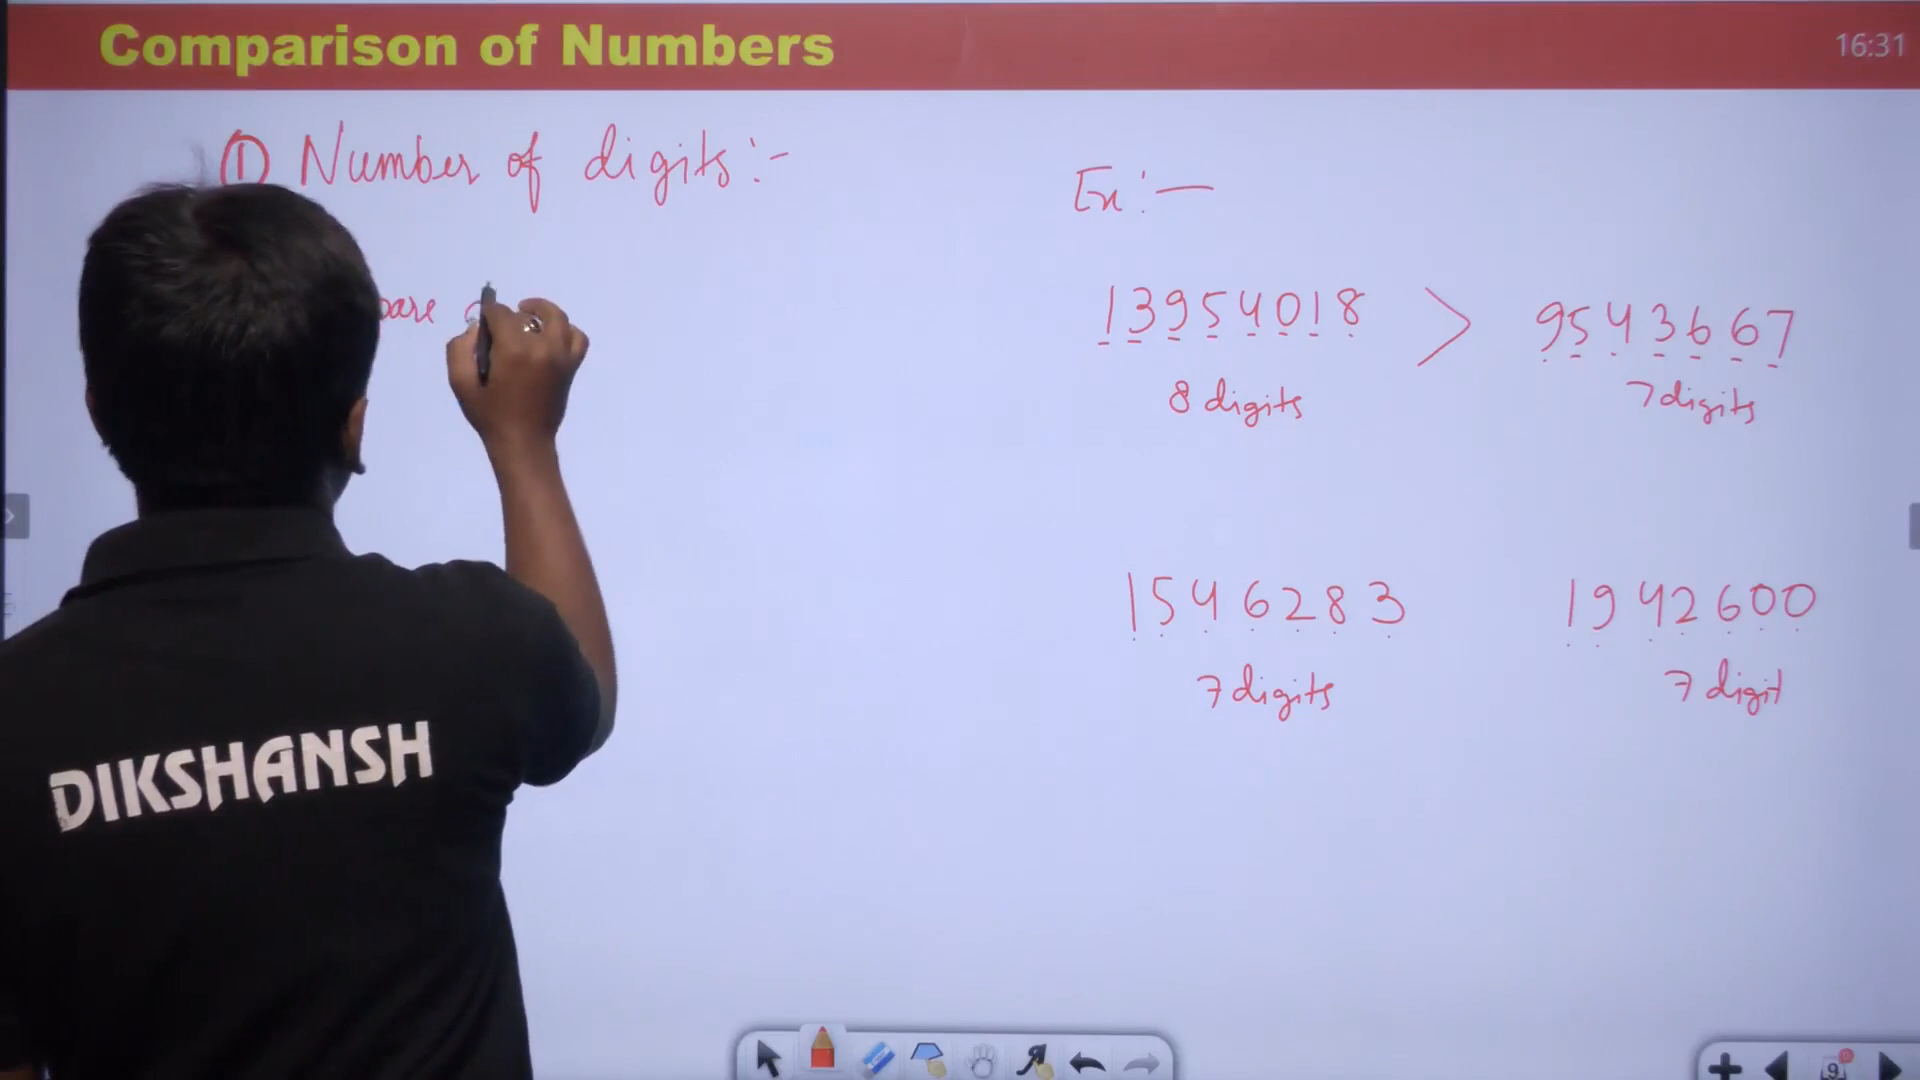 Comparison of Numbers
16:31
① Number of digits:-
Ex:—
13954018 > 9543667
8 digits 7 digits
1546283 1942600
7 digits 7 digit
DIKSHANSH
9